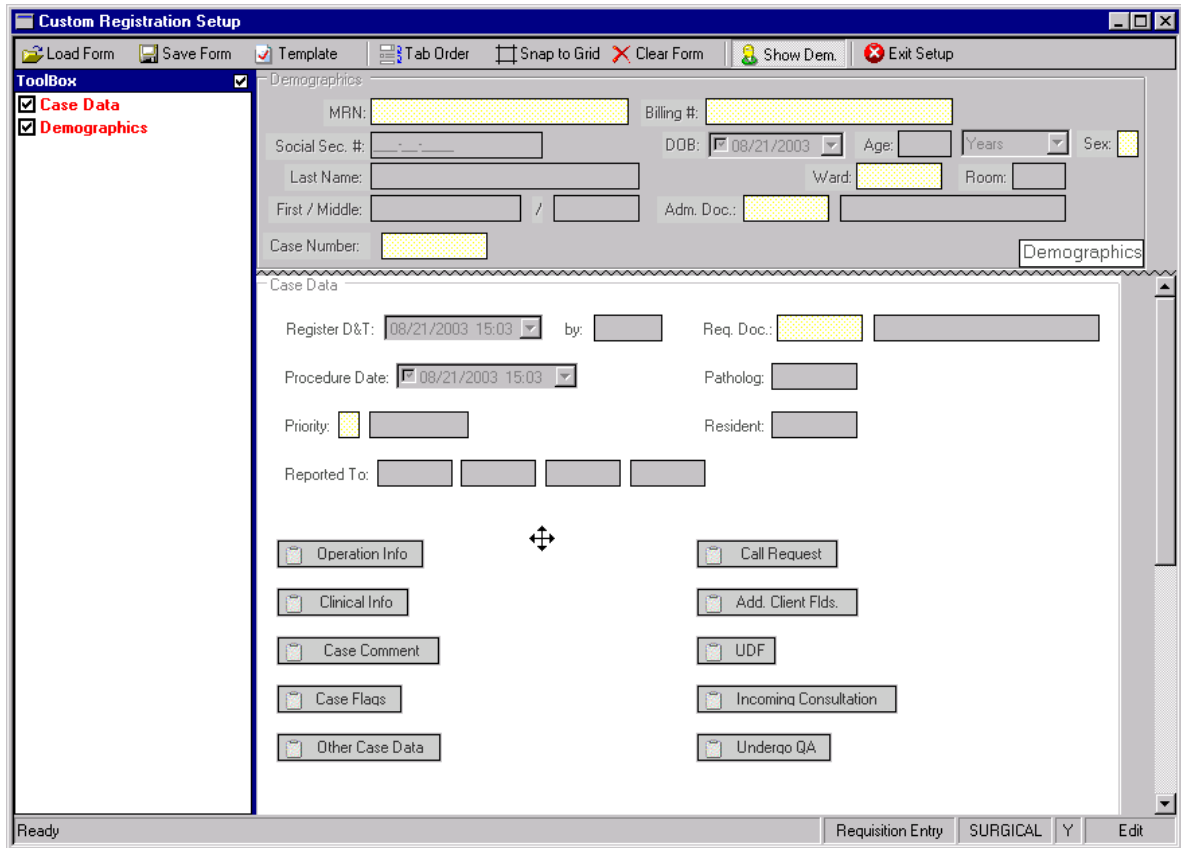 Custom Registration Setup
Load Form Save Form Template Tab Order Snap to Grid Clear Form Show Dem. Exit Setup
ToolBox
Case Data
Demographics
Demographics
MRN: Billing #:
Social Sec. #: ___-__-____ DOB: 08/21/2003 Age: Years Sex:
Last Name: Ward: Room:
First / Middle: / Adm. Doc.:
Case Number:
Demographics
Case Data
Register D&T: 08/21/2003 15:03 by: Req. Doc.:
Procedure Date: 08/21/2003 15:03 Patholog:
Priority: Resident:
Reported To:
Operation Info Call Request
Clinical Info Add. Client Flds.
Case Comment UDF
Case Flags Incoming Consultation
Other Case Data Undergo QA
Ready Requisition Entry SURGICAL Y Edit